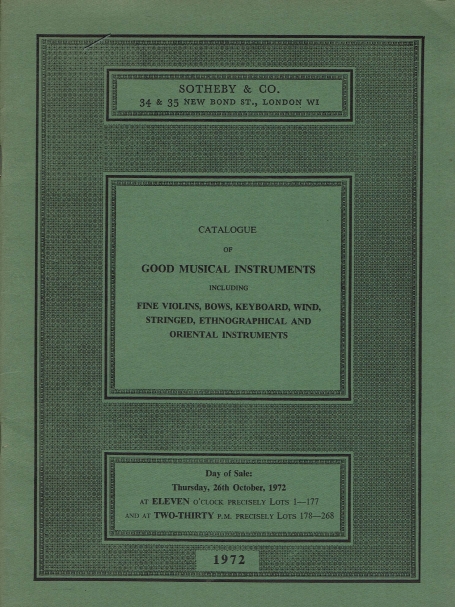 SOTHEBY & CO.
34 & 35 NEW BOND ST., LONDON W1
CATALOGUE
OF
GOOD MUSICAL INSTRUMENTS
INCLUDING
FINE VIOLINS, BOWS, KEYBOARD, WIND,
STRINGED, ETHNOGRAPHICAL AND
ORIENTAL INSTRUMENTS
Day of Sale:
Thursday, 26th October, 1972
AT ELEVEN O'CLOCK PRECISELY LOTS 1—177
AND AT TWO-THIRTY P.M. PRECISELY LOTS 178—268
1972